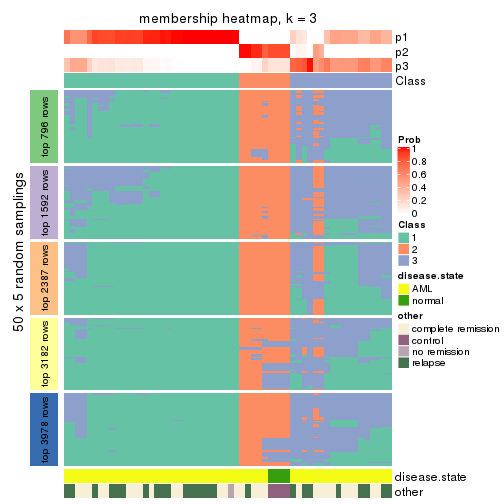 membership heatmap, k = 3
p1
p2
p3
Class
50 x 5 random samplings
top 796 rows
top 1592 rows
top 2387 rows
top 3182 rows
top 3978 rows
disease.state
other
Prob
1
0.8
0.6
0.4
0.2
0
Class
1
2
3
disease.state
AML
normal
other
complete remission
control
no remission
relapse